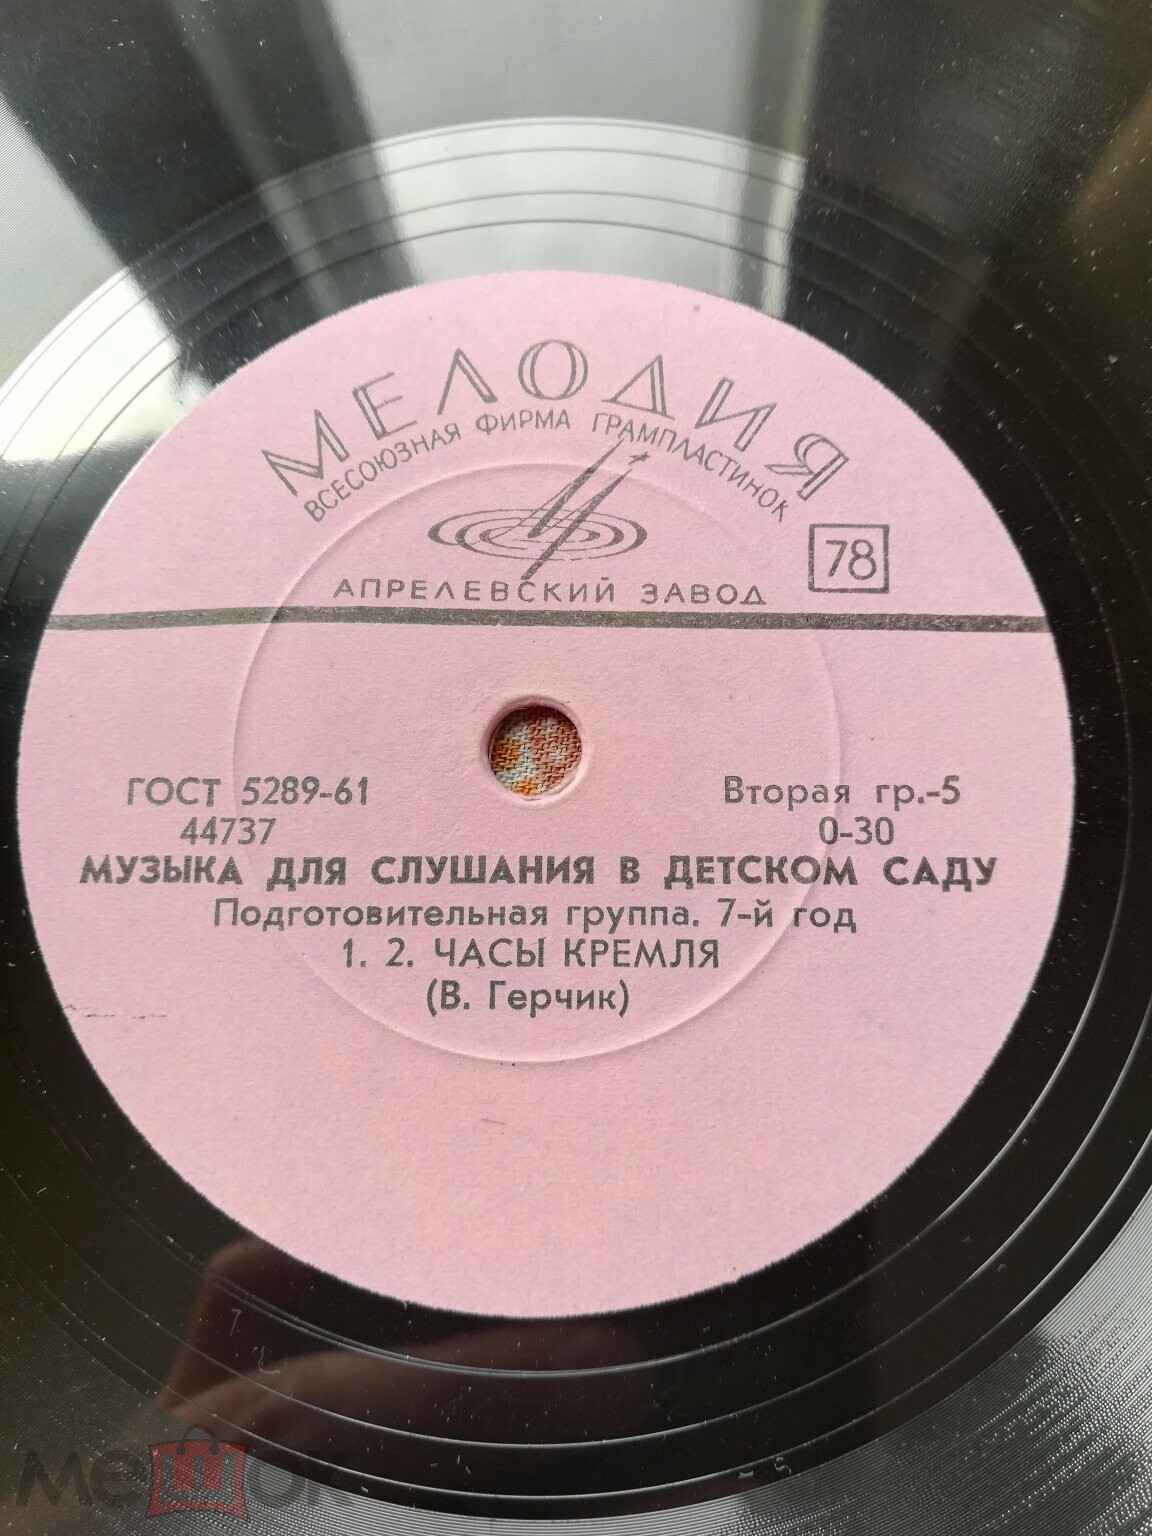 МЕЛОДИЯ
ВСЕСОЮЗНАЯ ФИРМА ГРАМПЛАСТИНОК
78
АПРЕЛЕВСКИЙ ЗАВОД
ГОСТ 5289-61
Вторая гр.-5
44737
0-30
МУЗЫКА ДЛЯ СЛУШАНИЯ В ДЕТСКОМ САДУ
Подготовительная группа. 7-й год
1. 2. ЧАСЫ КРЕМЛЯ
(В. Герчик)
мешок